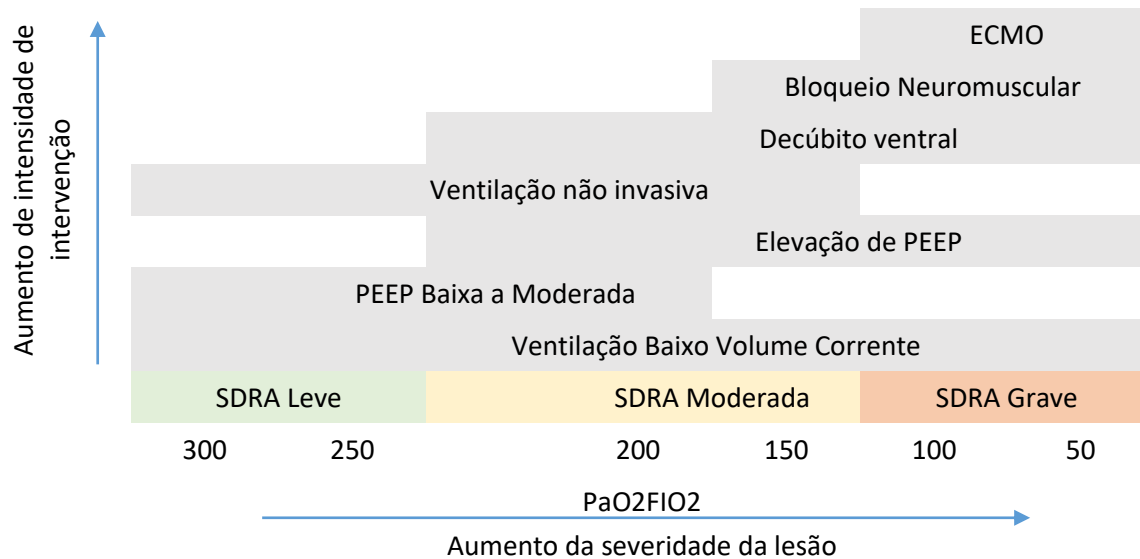 Aumento de intensidade de
intervenção
ECMO
Bloqueio Neuromuscular
Decúbito ventral
Ventilação não invasiva
Elevação de PEEP
PEEP Baixa a Moderada
Ventilação Baixo Volume Corrente
SDRA Leve SDRA Moderada SDRA Grave
300 250 200 150 100 50
PaO2FIO2
Aumento da severidade da lesão